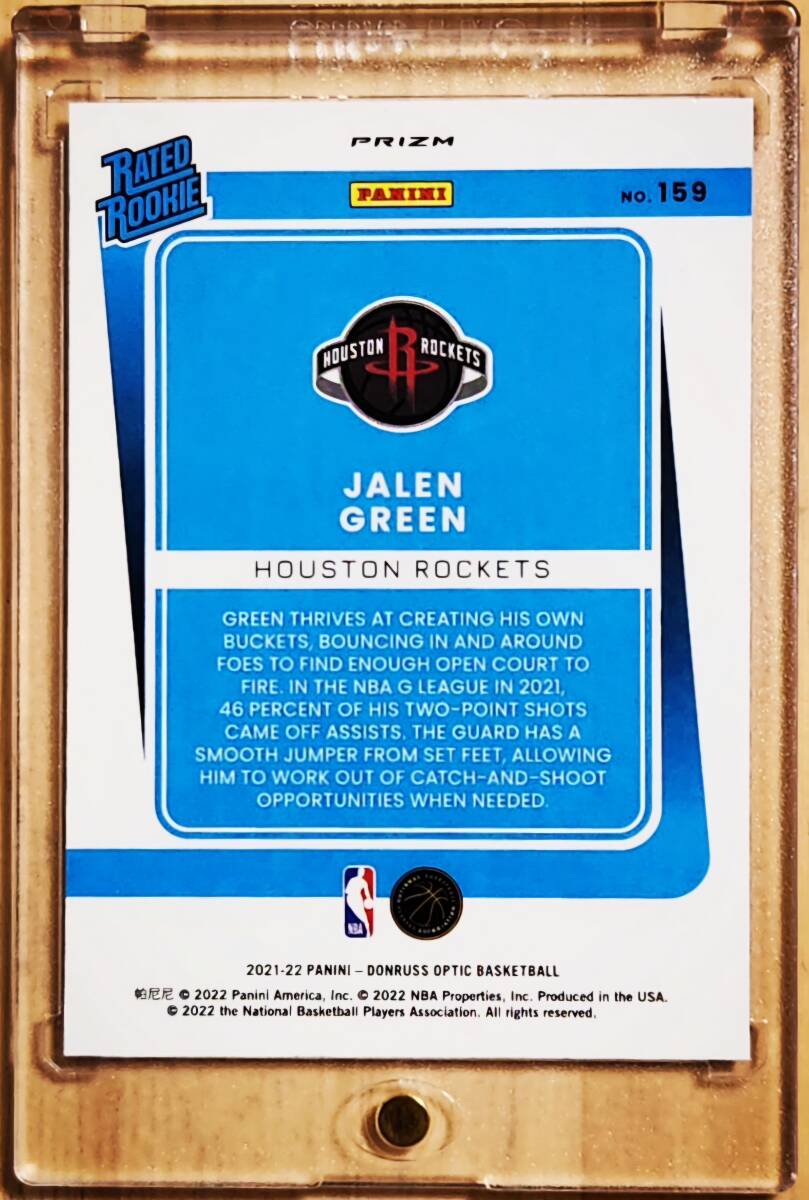 PRIZM
RATED
ROOKIE
PANINI
NO. 159
HOUSTON ROCKETS
JALEN
GREEN
HOUSTON ROCKETS
GREEN THRIVES AT CREATING HIS OWN
BUCKETS, BOUNCING IN AND AROUND
FOES TO FIND ENOUGH OPEN COURT TO
FIRE. IN THE NBA G LEAGUE IN 2021,
46 PERCENT OF HIS TWO-POINT SHOTS
CAME OFF ASSISTS. THE GUARD HAS A
SMOOTH JUMPER FROM SET FEET, ALLOWING
HIM TO WORK OUT OF CATCH-AND-SHOOT
OPPORTUNITIES WHEN NEEDED.
NBA
2021-22 PANINI – DONRUSS OPTIC BASKETBALL
帕尼尼 © 2022 Panini America, Inc. © 2022 NBA Properties, Inc. Produced in the USA.
© 2022 the National Basketball Players Association. All rights reserved.